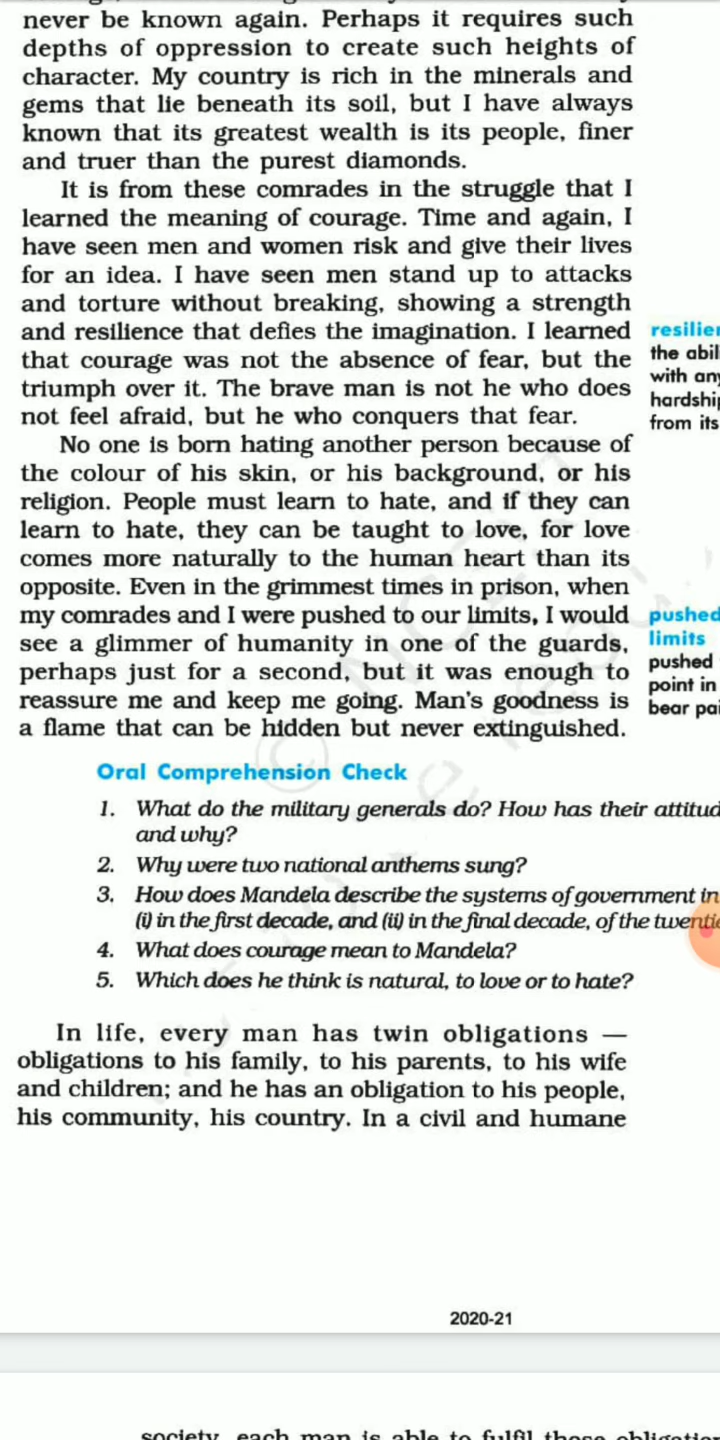 never be known again. Perhaps it requires such
depths of oppression to create such heights of
character. My country is rich in the minerals and
gems that lie beneath its soil, but I have always
known that its greatest wealth is its people, finer
and truer than the purest diamonds.
It is from these comrades in the struggle that I
learned the meaning of courage. Time and again, I
have seen men and women risk and give their lives
for an idea. I have seen men stand up to attacks
and torture without breaking, showing a strength
and resilience that defies the imagination. I learned
that courage was not the absence of fear, but the
triumph over it. The brave man is not he who does
not feel afraid, but he who conquers that fear.
resilien
the abil
with any
hardship
from its
No one is born hating another person because of
the colour of his skin, or his background, or his
religion. People must learn to hate, and if they can
learn to hate, they can be taught to love, for love
comes more naturally to the human heart than its
opposite. Even in the grimmest times in prison, when
my comrades and I were pushed to our limits, I would
see a glimmer of humanity in one of the guards,
perhaps just for a second, but it was enough to
reassure me and keep me going. Man's goodness is
a flame that can be hidden but never extinguished.
pushed
limits
pushed
point in
bear pai
Oral Comprehension Check
1. What do the military generals do? How has their attitud
and why?
2. Why were two national anthems sung?
3. How does Mandela describe the systems of government in
(i) in the first decade, and (ii) in the final decade, of the twentie
4. What does courage mean to Mandela?
5. Which does he think is natural, to love or to hate?
In life, every man has twin obligations —
obligations to his family, to his parents, to his wife
and children; and he has an obligation to his people,
his community, his country. In a civil and humane
2020-21
society, each man is able to fulfil those obligation